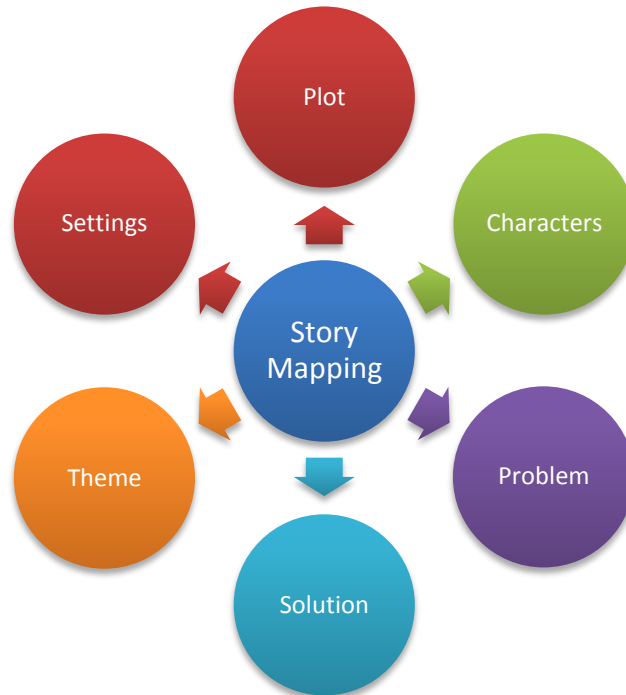 Plot
Settings
Characters
Story
Mapping
Theme
Problem
Solution